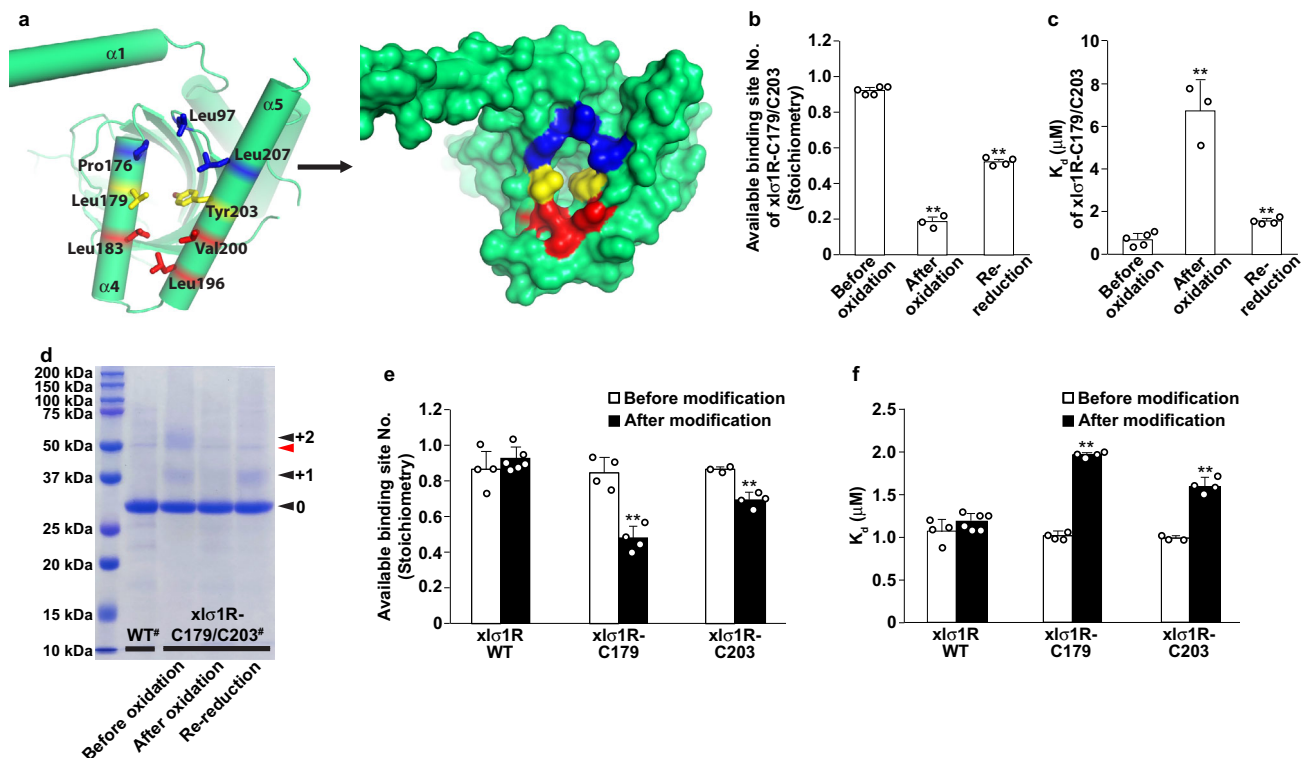 a
α1
α5
Leu97
Leu207
Pro176
Leu179
Tyr203
Leu183
Val200
Leu196
α4
b
Available binding site No.
of xlσ1R-C179/C203
(Stoichiometry)
1.2
1.0
0.8
0.6
0.4
0.2
0
**
**
Before
oxidation
After
oxidation
Re-
reduction
c
Kd (μM)
of xlσ1R-C179/C203
10
8
6
4
2
0
**
**
Before
oxidation
After
oxidation
Re-
reduction
d
200 kDa
150 kDa
100 kDa
75 kDa
50 kDa
37 kDa
25 kDa
20 kDa
15 kDa
10 kDa
+2
+1
0
WT#
xlσ1R-
C179/C203#
Before oxidation
After oxidation
Re-reduction
e
Before modification
After modification
Available binding site No.
(Stoichiometry)
1.2
1.0
0.8
0.6
0.4
0.2
0
**
**
xlσ1R
WT
xlσ1R-
C179
xlσ1R-
C203
f
Before modification
After modification
Kd (μM)
2.5
2.0
1.5
1.0
0.5
0.0
**
**
xlσ1R
WT
xlσ1R-
C179
xlσ1R-
C203